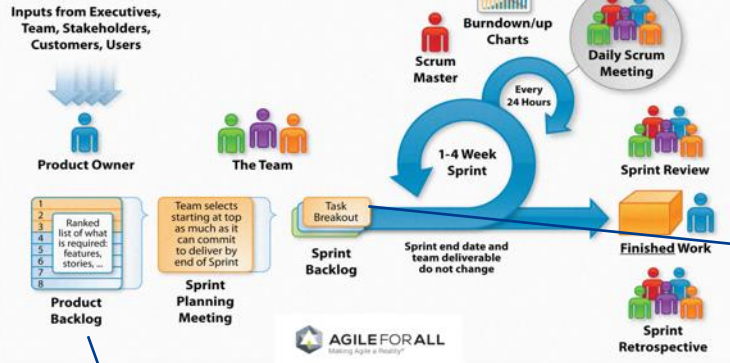 Inputs from Executives,
Team, Stakeholders,
Customers, Users
Product Owner
The Team
Scrum
Master
Burndown/up
Charts
Daily Scrum
Meeting
Every
24 Hours
1-4 Week
Sprint
Sprint Review
1
2
3
4
5
6
7
8
Ranked
list of what
is required:
features,
stories, ...
Product
Backlog
Team selects
starting at top
as much as it
can commit
to deliver by
end of Sprint
Sprint
Planning
Meeting
Task
Breakout
Sprint
Backlog
Sprint end date and
team deliverable
do not change
Finished Work
Sprint
Retrospective
AGILEFORALL
Making Agile a Reality®